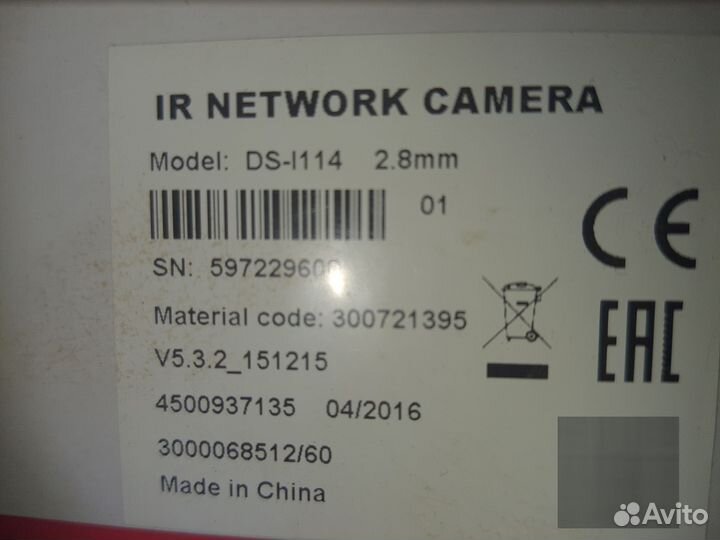 IR NETWORK CAMERA
Model: DS-I114 2.8mm
01
SN:
Material code: 300721395
V5.3.2_151215
4500937135 04/2016
3000068512/60
Made in China
CE
EAC
Avito